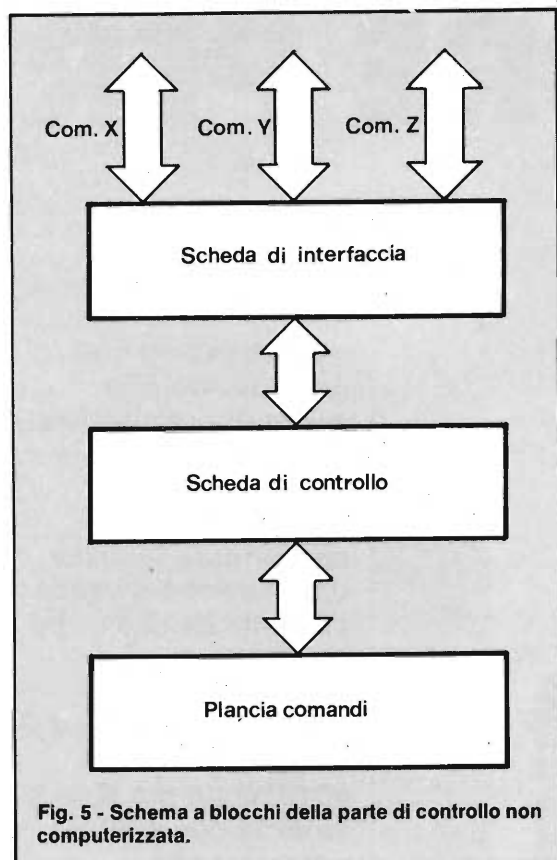 Com. X Com. Y Com. Z
Scheda di interfaccia
Scheda di controllo
Plancia comandi
Fig. 5 - Schema a blocchi della parte di controllo non
computerizzata.